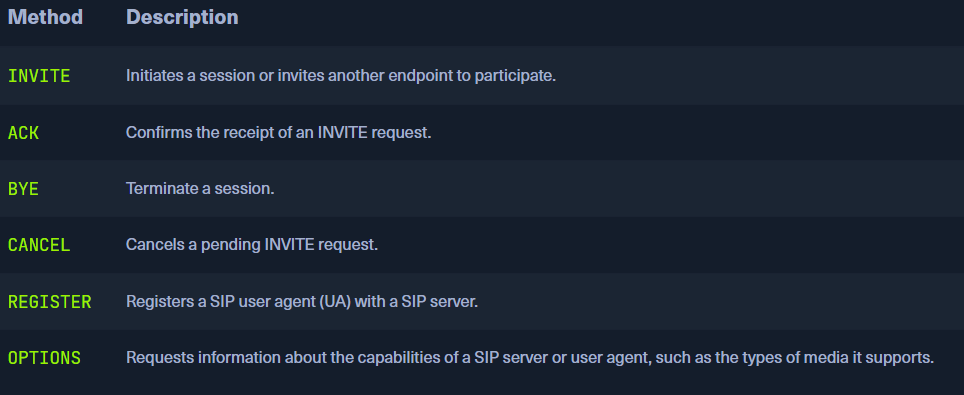 Method Description
INVITE Initiates a session or invites another endpoint to participate.
ACK Confirms the receipt of an INVITE request.
BYE Terminate a session.
CANCEL Cancels a pending INVITE request.
REGISTER Registers a SIP user agent (UA) with a SIP server.
OPTIONS Requests information about the capabilities of a SIP server or user agent, such as the types of media it supports.